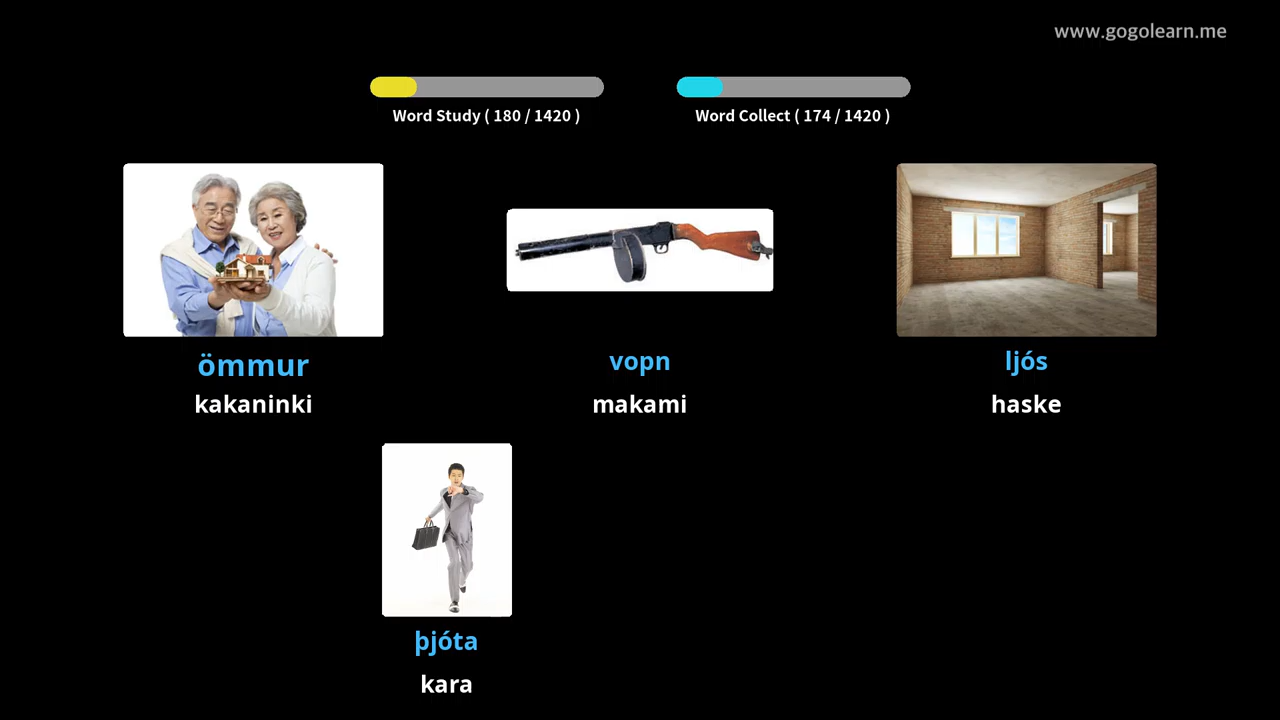 www.gogolearn.me
Word Study ( 180 / 1420 )
Word Collect ( 174 / 1420 )
ömmur
kakaninki
vopn
makami
ljós
haske
þjóta
kara